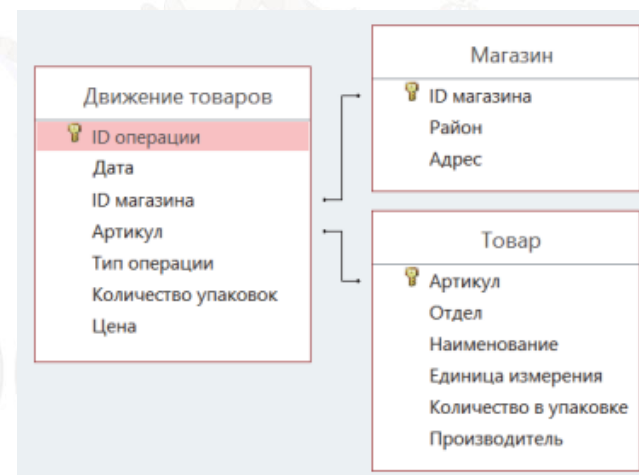 Движение товаров
ID операции
Дата
ID магазина
Артикул
Тип операции
Количество упаковок
Цена
Магазин
ID магазина
Район
Адрес
Товар
Артикул
Отдел
Наименование
Единица измерения
Количество в упаковке
Производитель